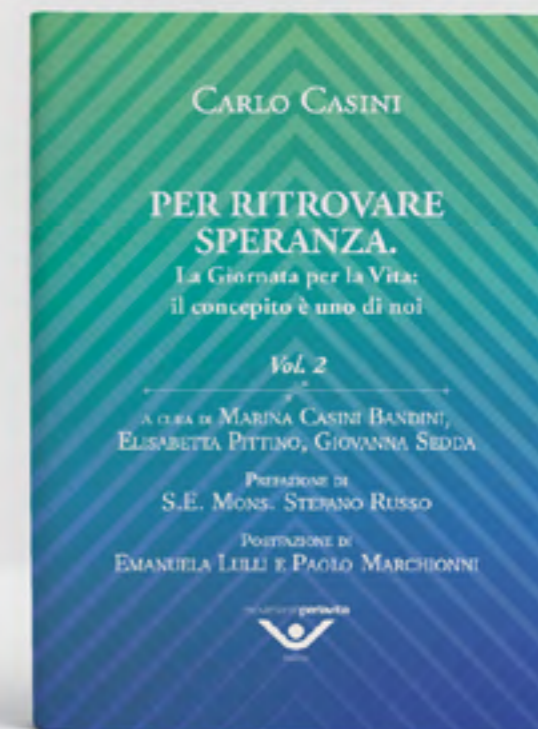 CARLO CASINI
PER RITROVARE
SPERANZA.
La Giornata per la Vita:
il concepito è uno di noi
Vol. 2
A CURA DI MARINA CASINI BANDINI,
ELISABETTA PITTINO, GIOVANNA SEDDA
PREFAZIONE DI
S.E. MONS. STEFANO RUSSO
POSTFAZIONE DI
EMANUELA LULLI E PAOLO MARCHIONNI
movimentoperlavita